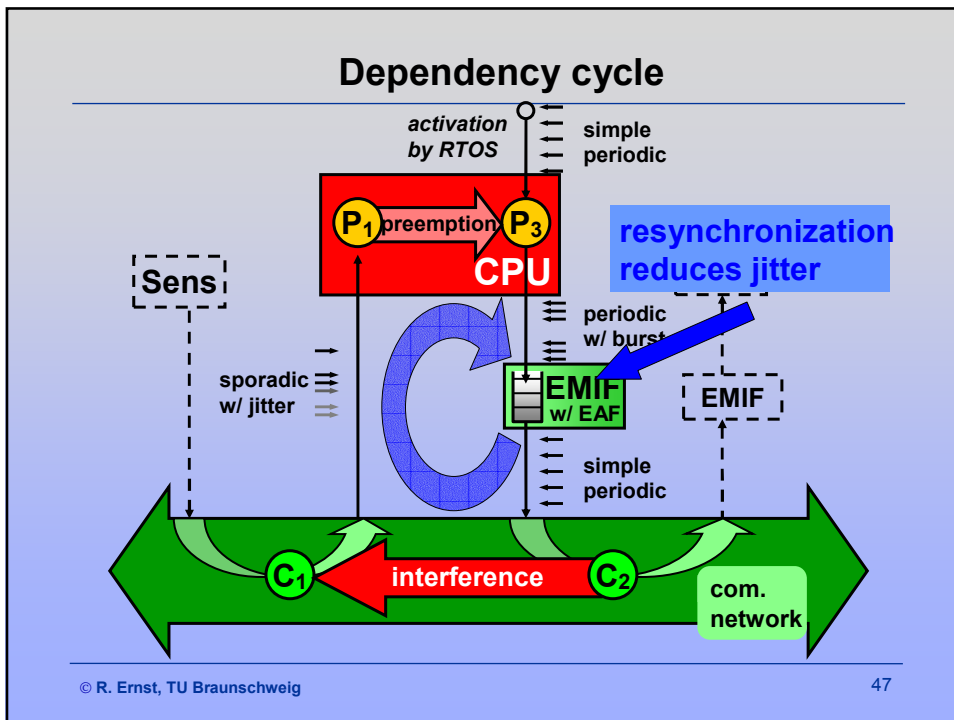 Dependency cycle
activation
by RTOS
simple
periodic
P1
preemption
P3
CPU
resynchronization
reduces jitter
Sens
periodic
w/ burst
sporadic
w/ jitter
EMIF
w/ EAF
EMIF
simple
periodic
C1
interference
C2
com.
network
© R. Ernst, TU Braunschweig
47